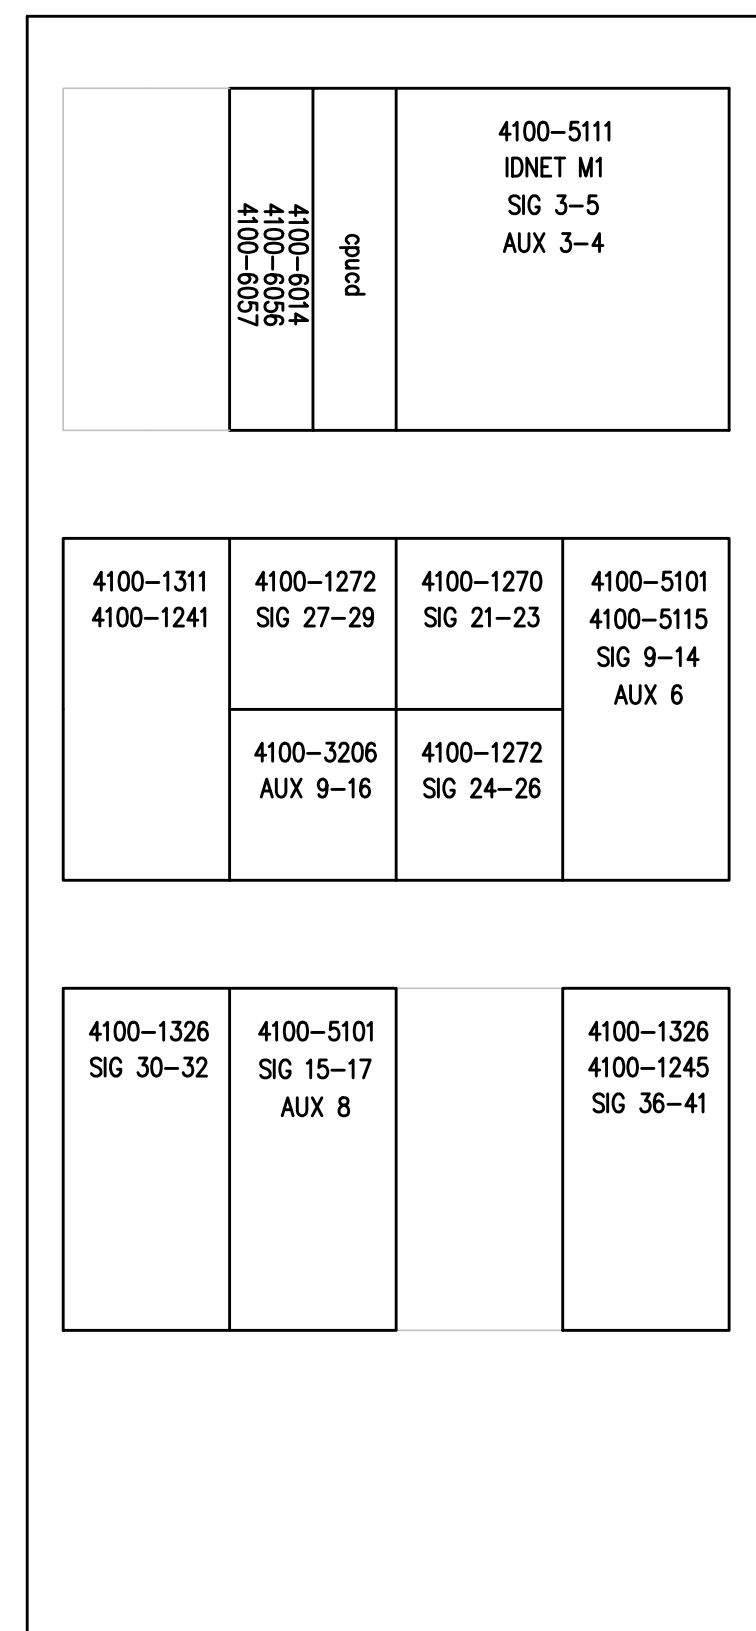 4100-6014
4100-6056
4100-6057
cpucd
4100-5111
IDNET M1
SIG 3-5
AUX 3-4
4100-1311
4100-1241
4100-1272
SIG 27-29
4100-1270
SIG 21-23
4100-5101
4100-5115
SIG 9-14
AUX 6
4100-3206
AUX 9-16
4100-1272
SIG 24-26
4100-1326
SIG 30-32
4100-5101
SIG 15-17
AUX 8
4100-1326
4100-1245
SIG 36-41